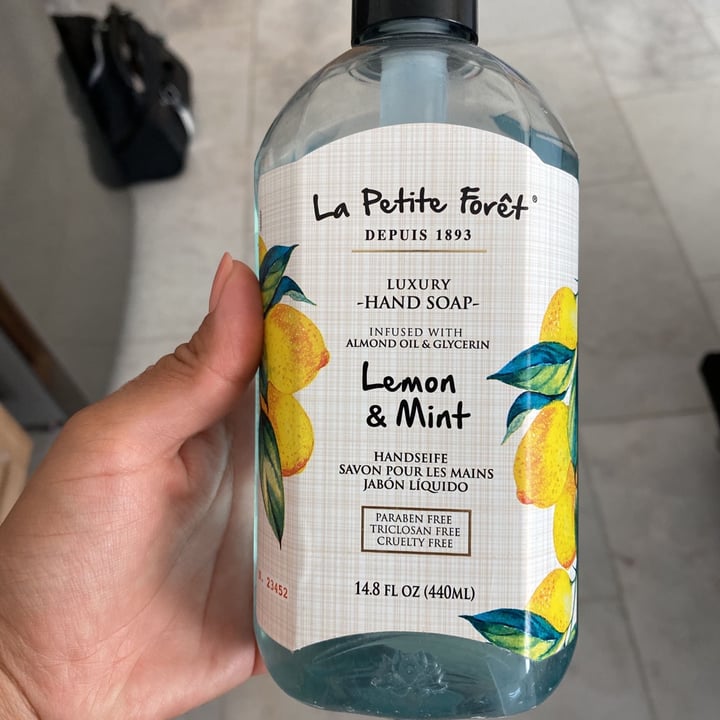 La Petite Forêt®
DEPUIS 1893
LUXURY
-HAND SOAP-
INFUSED WITH
ALMOND OIL & GLYCERIN
Lemon
& Mint
HANDSEIFE
SAVON POUR LES MAINS
JABÓN LÍQUIDO
PARABEN FREE
TRICLOSAN FREE
CRUELTY FREE
23452
14.8 FL OZ (440ML)